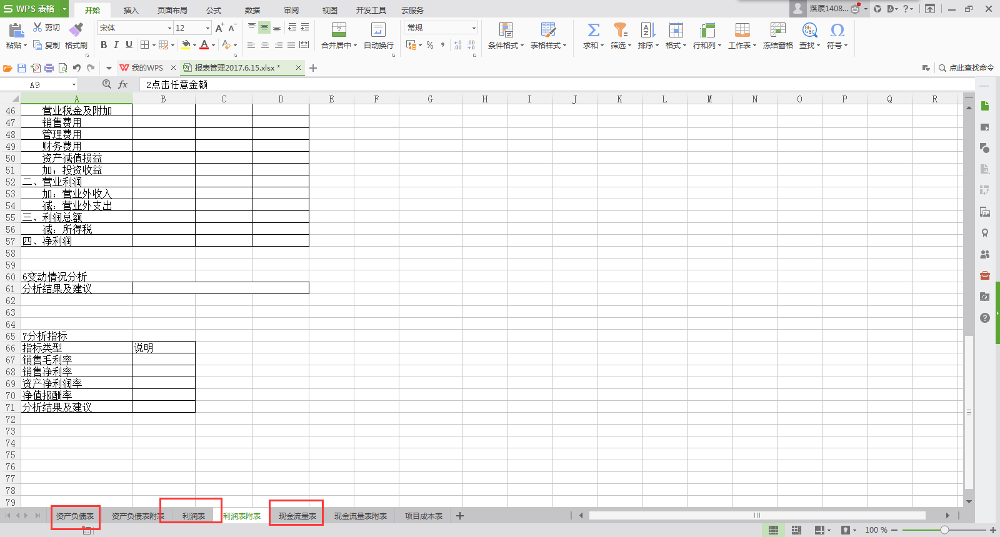 WPS 表格 开始 插入 页面布局 公式 数据 审阅 视图 开发工具 云服务 落辰1408...
剪切 宋体 12 常规
粘贴 复制 格式刷 B I U 合并居中 自动换行 条件格式 表格样式 求和 筛选 排序 格式 行和列 工作表 冻结窗格 查找 符号
我的WPS 报表管理2017.6.15.xlsx * 点此查找命令
A9 fx 2点击任意金额
A B C D E F G H I J K L M N O P Q R
46 营业税金及附加
47 销售费用
48 管理费用
49 财务费用
50 资产减值损益
51 加：投资收益
52 二、营业利润
53 加：营业外收入
54 减：营业外支出
55 三、利润总额
56 减：所得税
57 四、净利润
58
59
60 6变动情况分析
61 分析结果及建议
62
63
64
65 7分析指标
66 指标类型 说明
67 销售毛利率
68 销售净利率
69 资产净利润率
70 净值报酬率
71 分析结果及建议
72
73
74
75
76
77
78
79
资产负债表 资产负债表附表 利润表 利润表附表 现金流量表 现金流量表附表 项目成本表
100 %